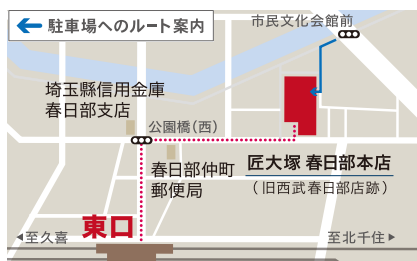 駐車場へのルート案内
市民文化会館前
埼玉縣信用金庫
春日部支店
公園橋（西）
春日部仲町
郵便局
匠大塚 春日部本店
（旧西武春日部店跡）
東口
至久喜
至北千住